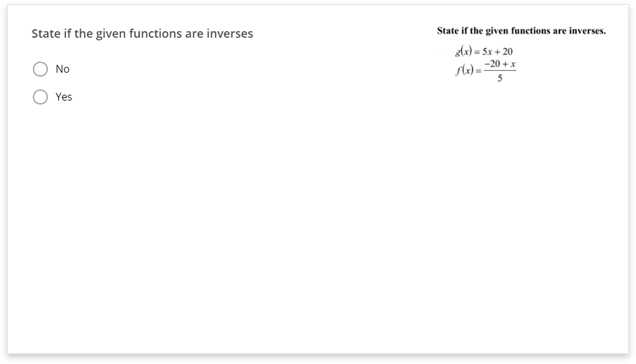 State if the given functions are inverses
No
Yes
State if the given functions are inverses.
g(x) = 5x + 20
f(x) = \frac{-20 + x}{5}